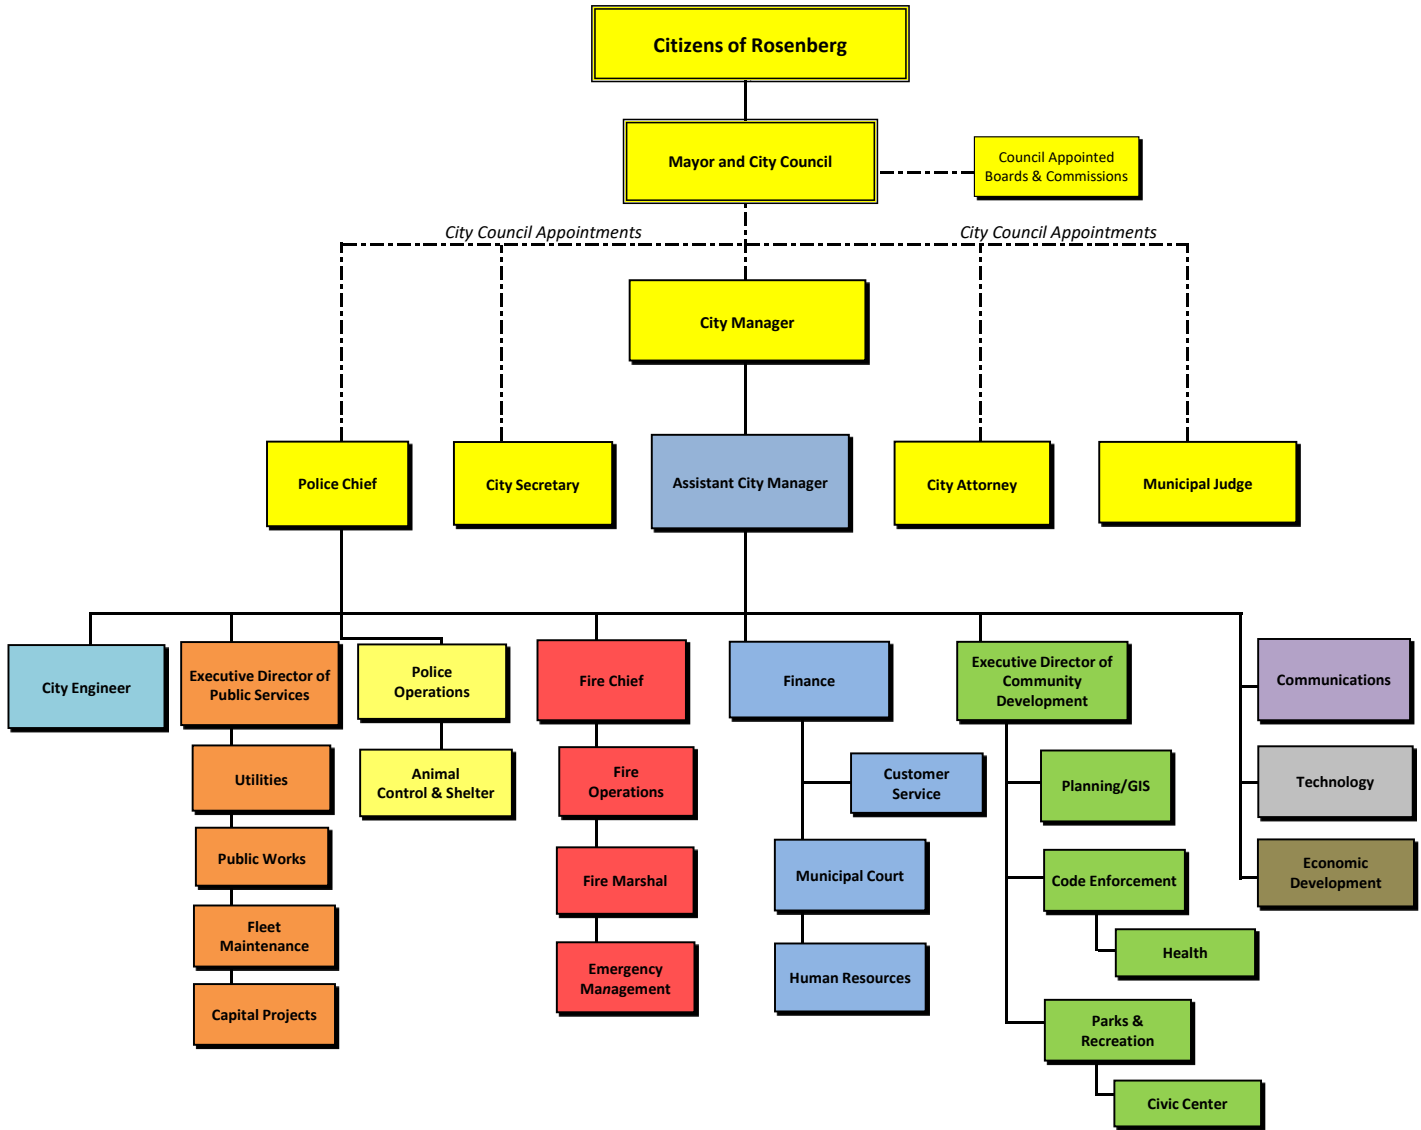 Citizens of Rosenberg
Mayor and City Council
Council Appointed
Boards & Commissions
City Council Appointments
City Council Appointments
City Manager
Police Chief
City Secretary
Assistant City Manager
City Attorney
Municipal Judge
City Engineer
Executive Director of
Public Services
Police
Operations
Fire Chief
Finance
Executive Director of
Community
Development
Communications
Utilities
Animal
Control & Shelter
Fire
Operations
Customer
Service
Planning/GIS
Technology
Public Works
Fire Marshal
Municipal Court
Code Enforcement
Economic
Development
Fleet
Maintenance
Health
Emergency
Management
Human Resources
Capital Projects
Parks &
Recreation
Civic Center